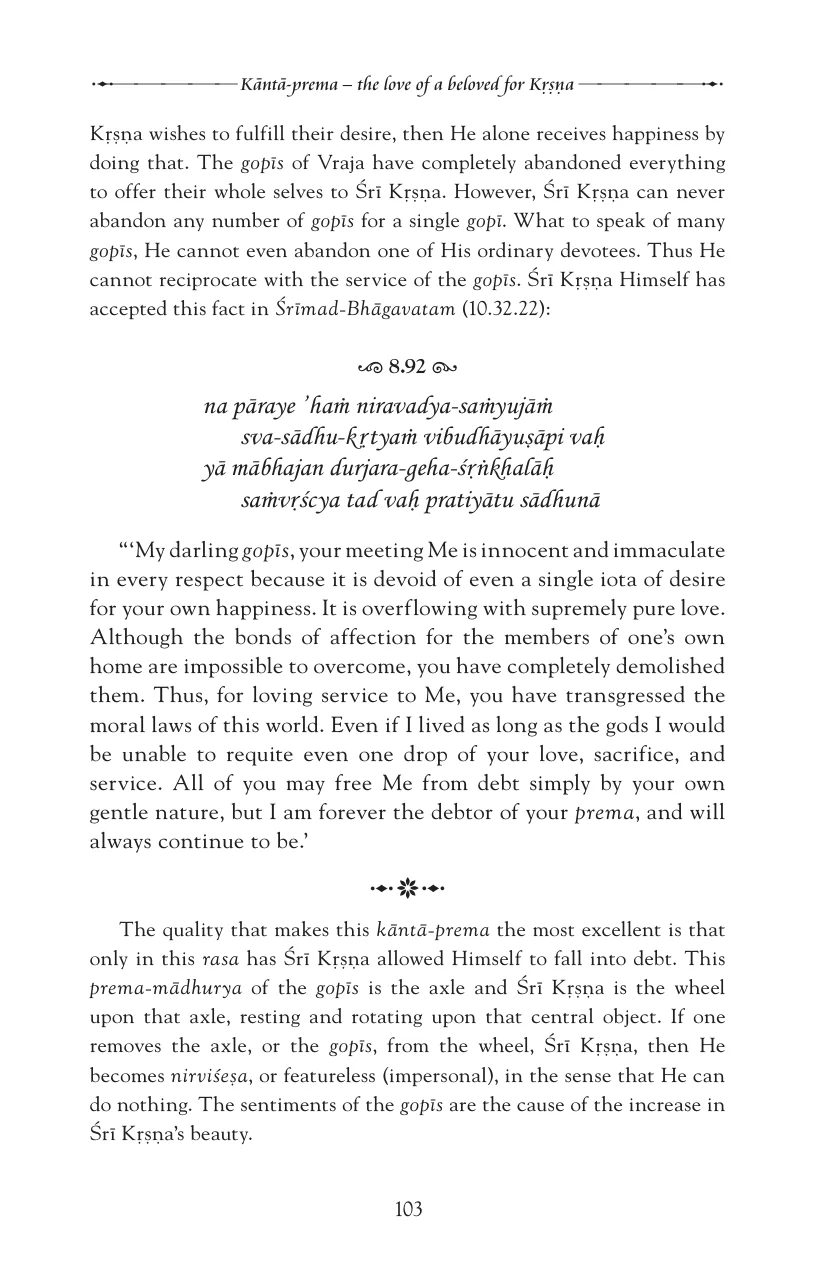 Kāntā-prema – the love of a beloved for Kṛṣṇa
Kṛṣṇa wishes to fulfill their desire, then He alone receives happiness by
doing that. The gopīs of Vraja have completely abandoned everything
to offer their whole selves to Śrī Kṛṣṇa. However, Śrī Kṛṣṇa can never
abandon any number of gopīs for a single gopī. What to speak of many
gopīs, He cannot even abandon one of His ordinary devotees. Thus He
cannot reciprocate with the service of the gopīs. Śrī Kṛṣṇa Himself has
accepted this fact in Śrīmad-Bhāgavatam (10.32.22):
8.92
na pāraye ’haṁ niravadya-saṁyujāṁ
sva-sādhu-kṛtyaṁ vibudhāyuṣāpi vaḥ
yā mābhajan durjara-geha-śṛṅkhalāḥ
saṁvṛścya tad vaḥ pratiyātu sādhunā
“‘My darling gopīs, your meeting Me is innocent and immaculate
in every respect because it is devoid of even a single iota of desire
for your own happiness. It is overflowing with supremely pure love.
Although the bonds of affection for the members of one’s own
home are impossible to overcome, you have completely demolished
them. Thus, for loving service to Me, you have transgressed the
moral laws of this world. Even if I lived as long as the gods I would
be unable to requite even one drop of your love, sacrifice, and
service. All of you may free Me from debt simply by your own
gentle nature, but I am forever the debtor of your prema, and will
always continue to be.’
The quality that makes this kāntā-prema the most excellent is that
only in this rasa has Śrī Kṛṣṇa allowed Himself to fall into debt. This
prema-mādhurya of the gopīs is the axle and Śrī Kṛṣṇa is the wheel
upon that axle, resting and rotating upon that central object. If one
removes the axle, or the gopīs, from the wheel, Śrī Kṛṣṇa, then He
becomes nirviśeṣa, or featureless (impersonal), in the sense that He can
do nothing. The sentiments of the gopīs are the cause of the increase in
Śrī Kṛṣṇa’s beauty.
103